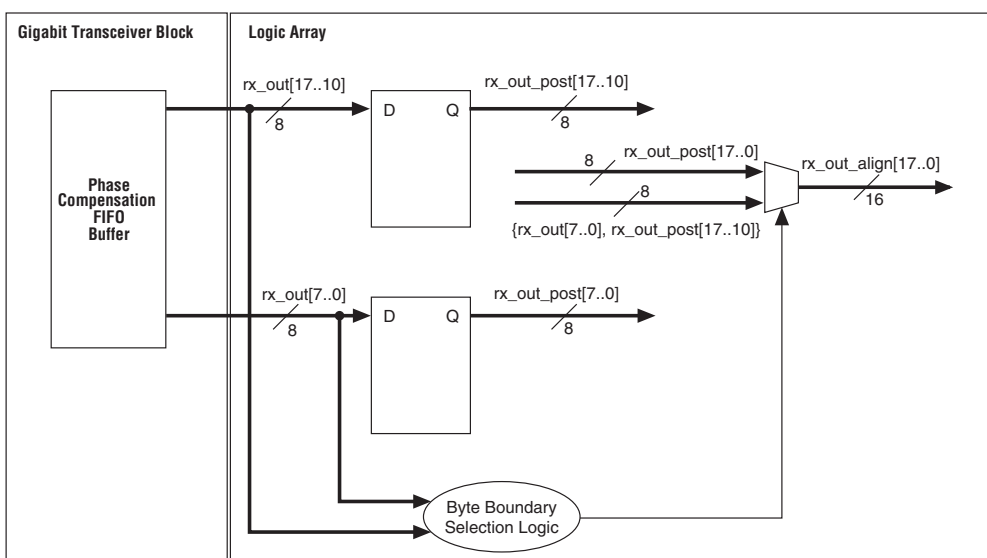 Gigabit Transceiver Block
Logic Array
rx_out[17..10]
8
D
Q
rx_out_post[17..10]
8
Phase
Compensation
FIFO
Buffer
8
rx_out_post[17..0]
8
{rx_out[7..0], rx_out_post[17..10]}
rx_out_align[17..0]
16
rx_out[7..0]
8
D
Q
rx_out_post[7..0]
8
Byte Boundary
Selection Logic